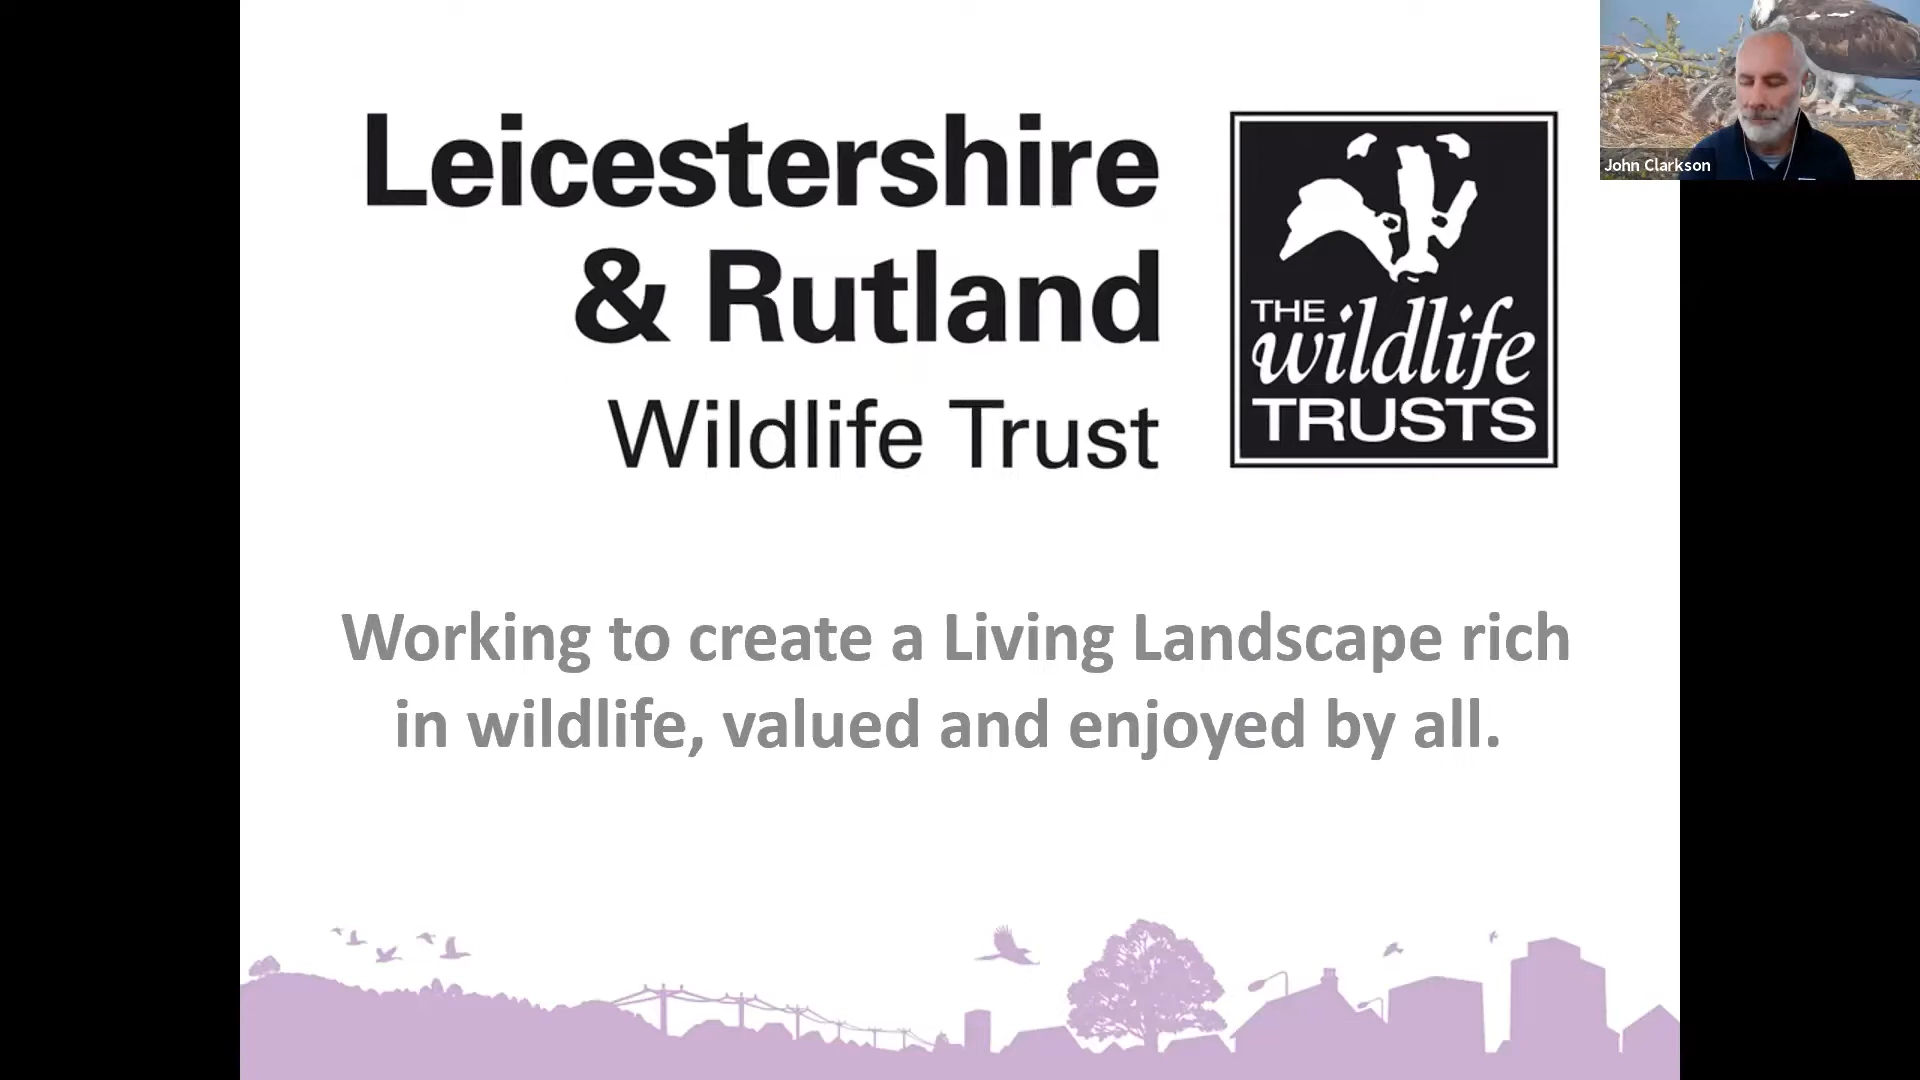 Leicestershire
& Rutland
Wildlife Trust
THE
wildlife
TRUSTS
John Clarkson
Working to create a Living Landscape rich
in wildlife, valued and enjoyed by all.